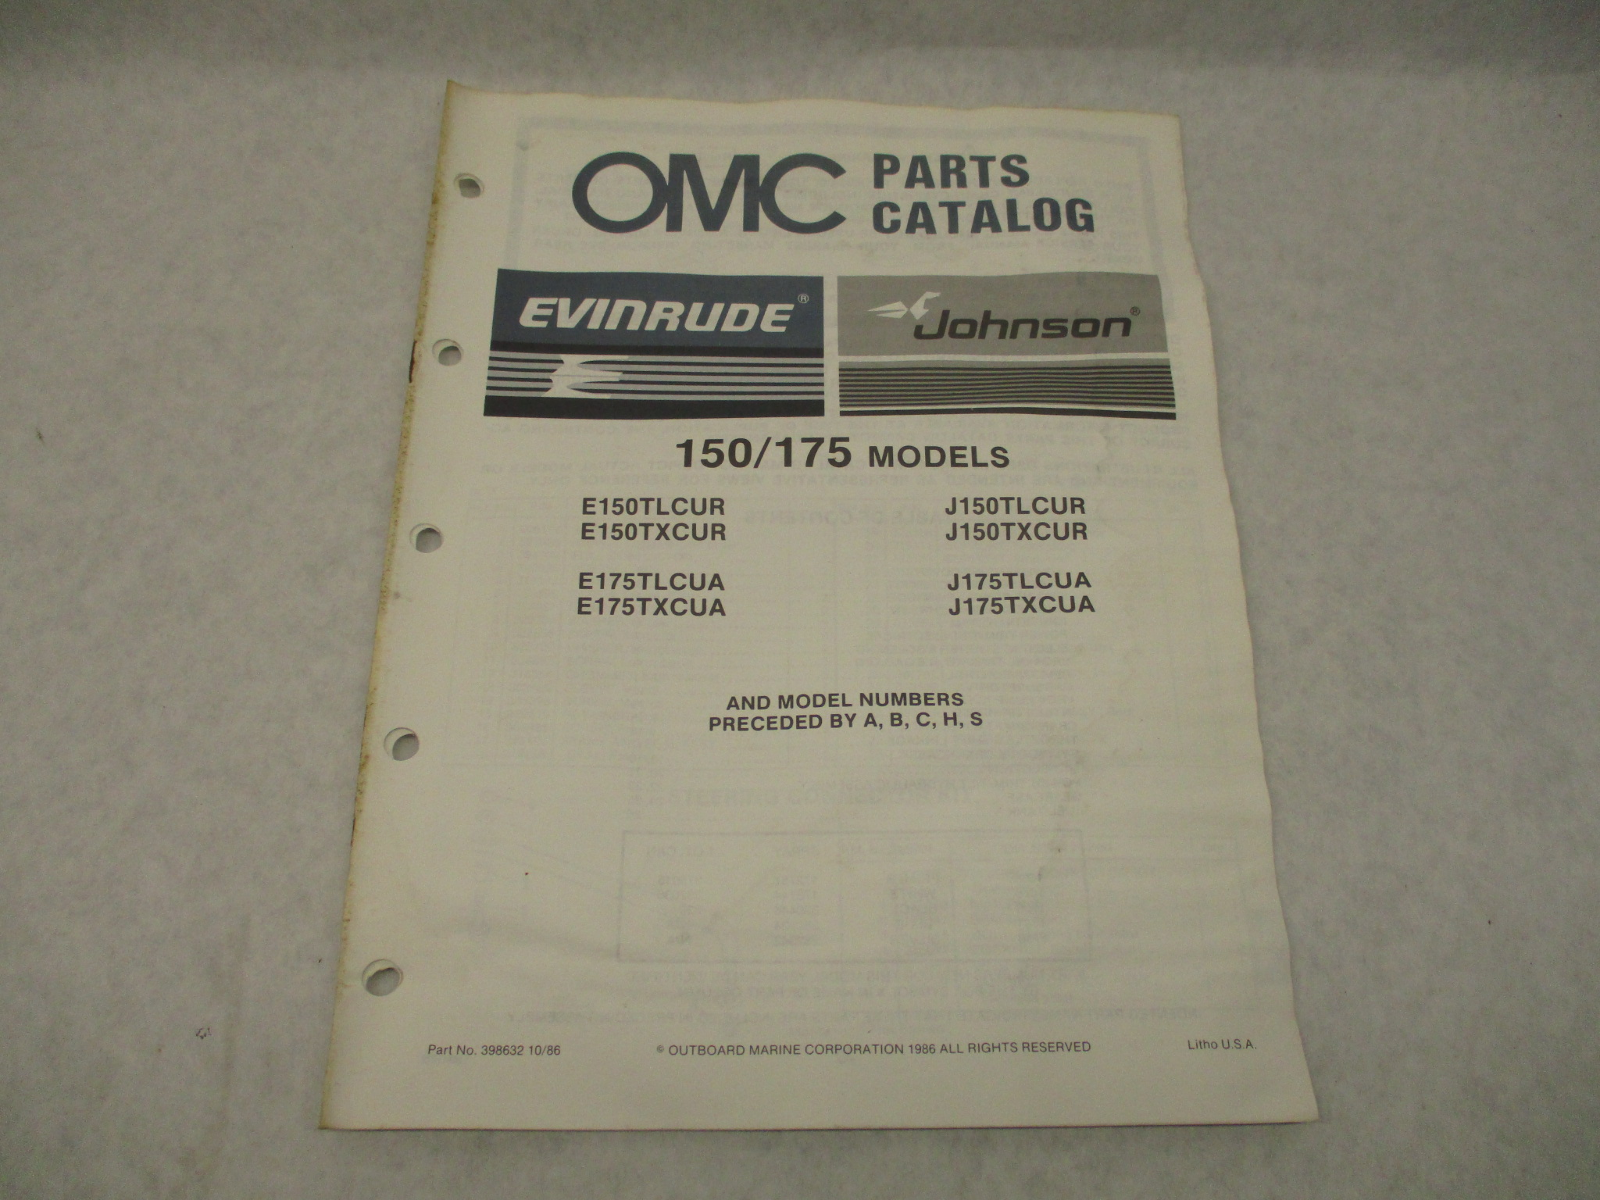 OMC PARTS CATALOG
EVINRUDE®
Johnson®
150/175 MODELS
E150TLCUR J150TLCUR
E150TXCUR J150TXCUR
E175TLCUA J175TLCUA
E175TXCUA J175TXCUA
AND MODEL NUMBERS
PRECEDED BY A, B, C, H, S
Part No. 398632 10/86 © OUTBOARD MARINE CORPORATION 1986 ALL RIGHTS RESERVED Litho U.S.A.